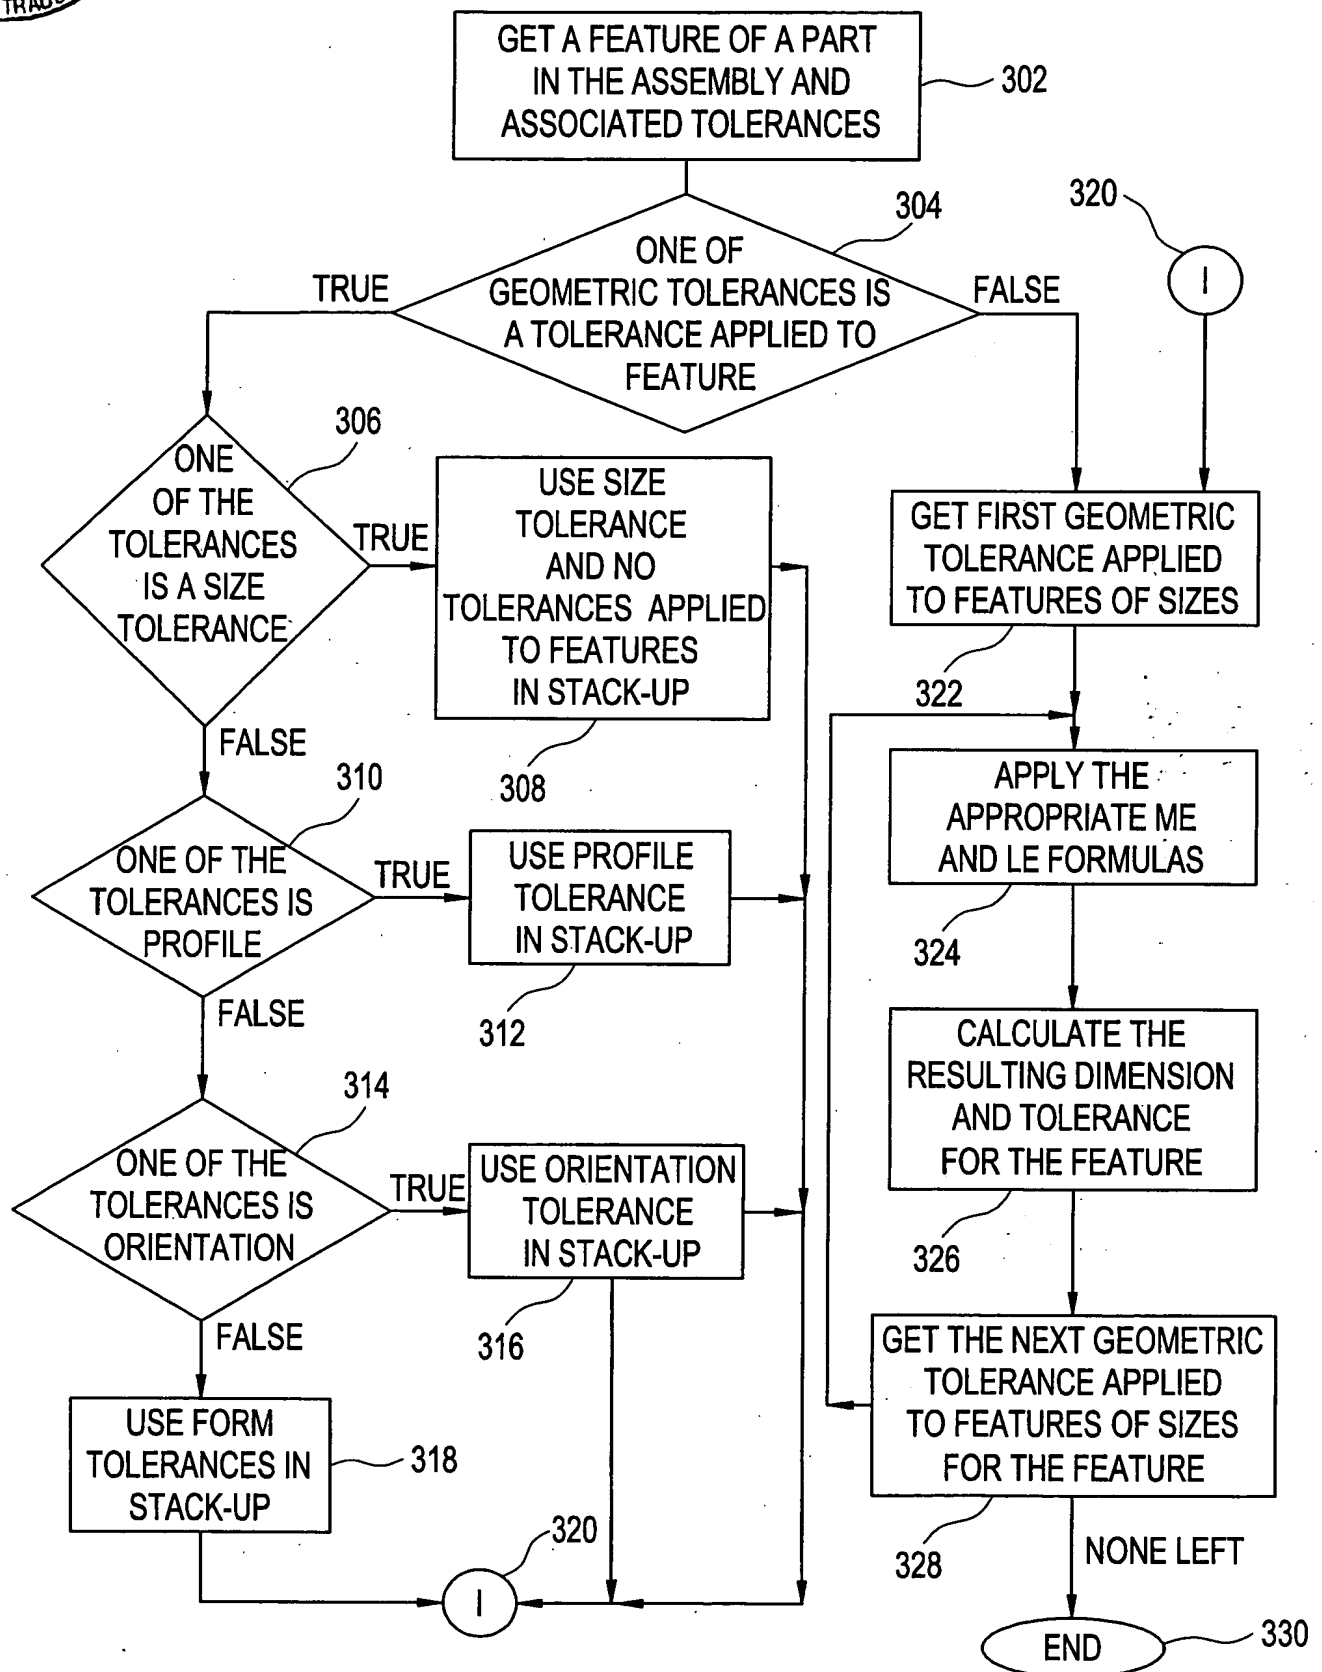 TRADE
GET A FEATURE OF A PART
IN THE ASSEMBLY AND
ASSOCIATED TOLERANCES
302
304
ONE OF
GEOMETRIC TOLERANCES IS
A TOLERANCE APPLIED TO
FEATURE
TRUE
FALSE
320
I
306
ONE
OF THE
TOLERANCES
IS A SIZE
TOLERANCE
TRUE
USE SIZE
TOLERANCE
AND NO
TOLERANCES APPLIED
TO FEATURES
IN STACK-UP
308
FALSE
310
ONE OF THE
TOLERANCES IS
PROFILE
TRUE
USE PROFILE
TOLERANCE
IN STACK-UP
312
FALSE
314
ONE OF THE
TOLERANCES IS
ORIENTATION
TRUE
USE ORIENTATION
TOLERANCE
IN STACK-UP
316
FALSE
USE FORM
TOLERANCES IN
STACK-UP
318
320
I
GET FIRST GEOMETRIC
TOLERANCE APPLIED
TO FEATURES OF SIZES
322
APPLY THE
APPROPRIATE ME
AND LE FORMULAS
324
CALCULATE THE
RESULTING DIMENSION
AND TOLERANCE
FOR THE FEATURE
326
GET THE NEXT GEOMETRIC
TOLERANCE APPLIED
TO FEATURES OF SIZES
FOR THE FEATURE
328
NONE LEFT
END
330